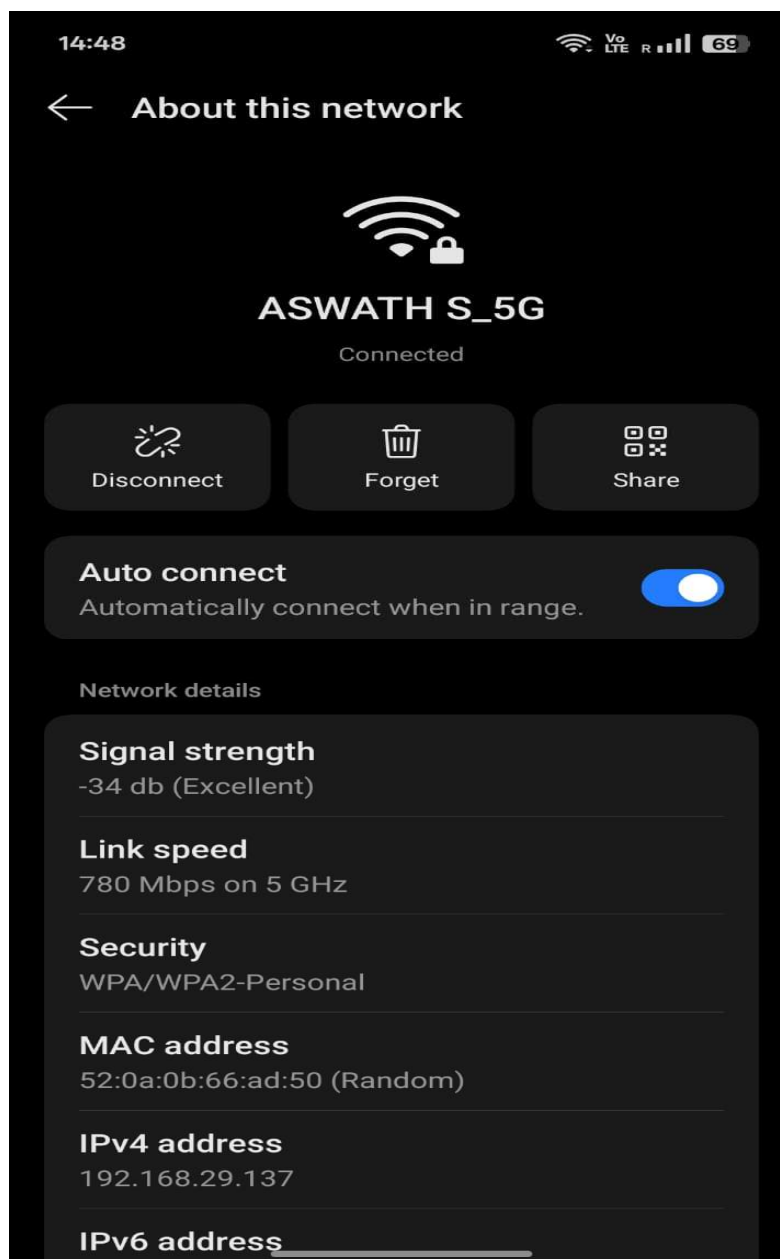 14:48
Vo LTE R 69
About this network
ASWATH S_5G
Connected
Disconnect
Forget
Share
Auto connect
Automatically connect when in range.
Network details
Signal strength
-34 db (Excellent)
Link speed
780 Mbps on 5 GHz
Security
WPA/WPA2-Personal
MAC address
52:0a:0b:66:ad:50 (Random)
IPv4 address
192.168.29.137
IPv6 address